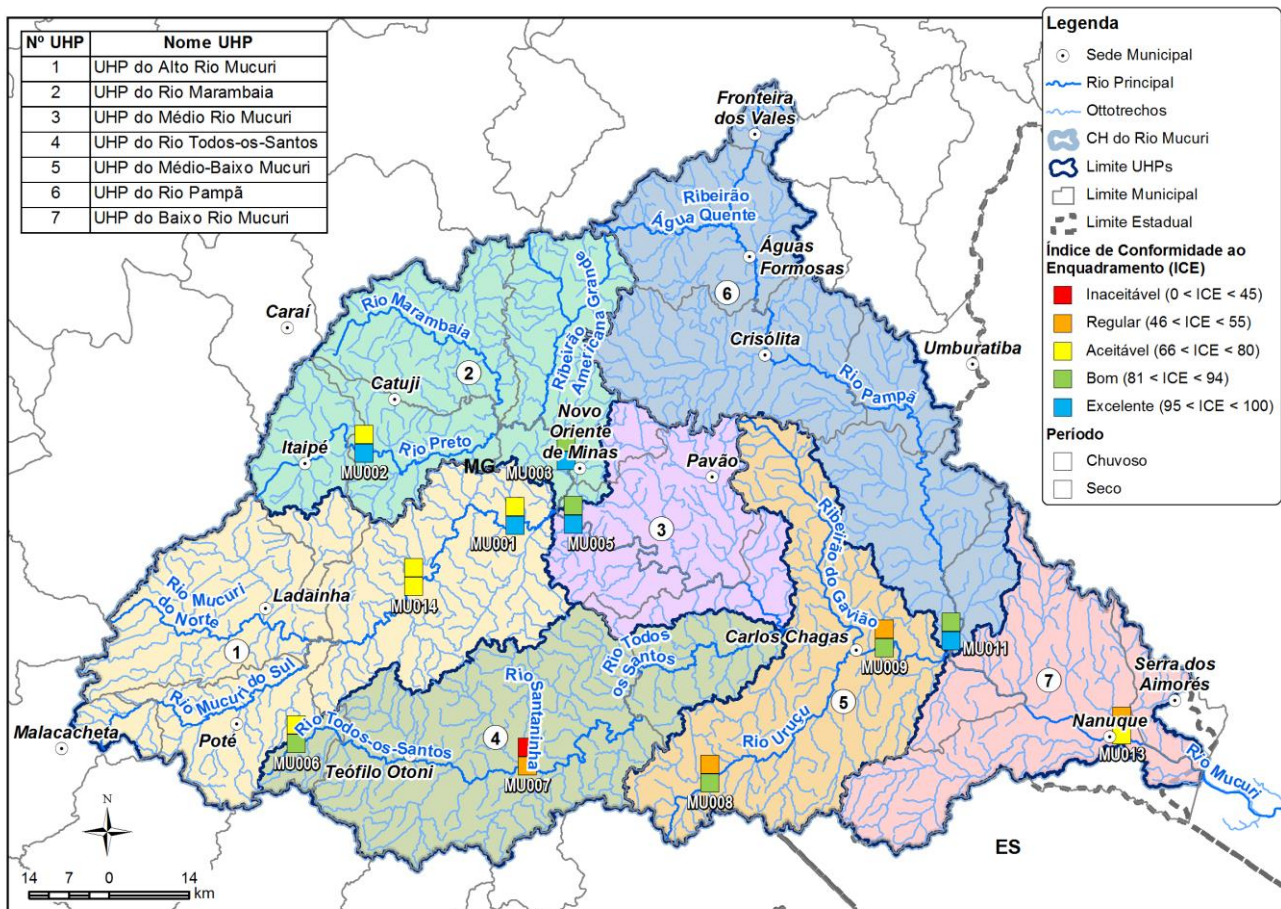 Nº UHP Nome UHP
1 UHP do Alto Rio Mucuri
2 UHP do Rio Marambaia
3 UHP do Médio Rio Mucuri
4 UHP do Rio Todos-os-Santos
5 UHP do Médio-Baixo Mucuri
6 UHP do Rio Pampã
7 UHP do Baixo Rio Mucuri
Legenda
Sede Municipal
Rio Principal
Ottotrechos
CH do Rio Mucuri
Limite UHPs
Limite Municipal
Limite Estadual
Índice de Conformidade ao
Enquadramento (ICE)
Inaceitável (0 < ICE < 45)
Regular (46 < ICE < 55)
Aceitável (66 < ICE < 80)
Bom (81 < ICE < 94)
Excelente (95 < ICE < 100)
Período
Chuvoso
Seco
Fronteira
dos Vales
Ribeirão
Água Quente
Águas
Formosas
6
Caraí
Rio Marambaia
Ribeirão
Americana Grande
Crisólita
Umburatiba
2
Catuji
Rio Pampã
Novo
Oriente
de Minas
Itaipé
Rio Preto
MU002
MG
MU003
Pavão
3
MU001
MU005
MU014
Ribeirão do Gavião
Rio Mucuri
do Norte
Ladainha
1
Rio Mucuri do Sul
Rio Todos
os Santos
Carlos Chagas
MU009
MU011
Serra dos
Aimorés
7
Malacacheta
Poté
MU006
Rio Todos-os-Santos
Teófilo Otoni
4
Rio Santaninha
MU007
5
Rio Uruçu
MU008
Nanuque
MU013
Rio Mucuri
ES
N
14 7 0 14
km